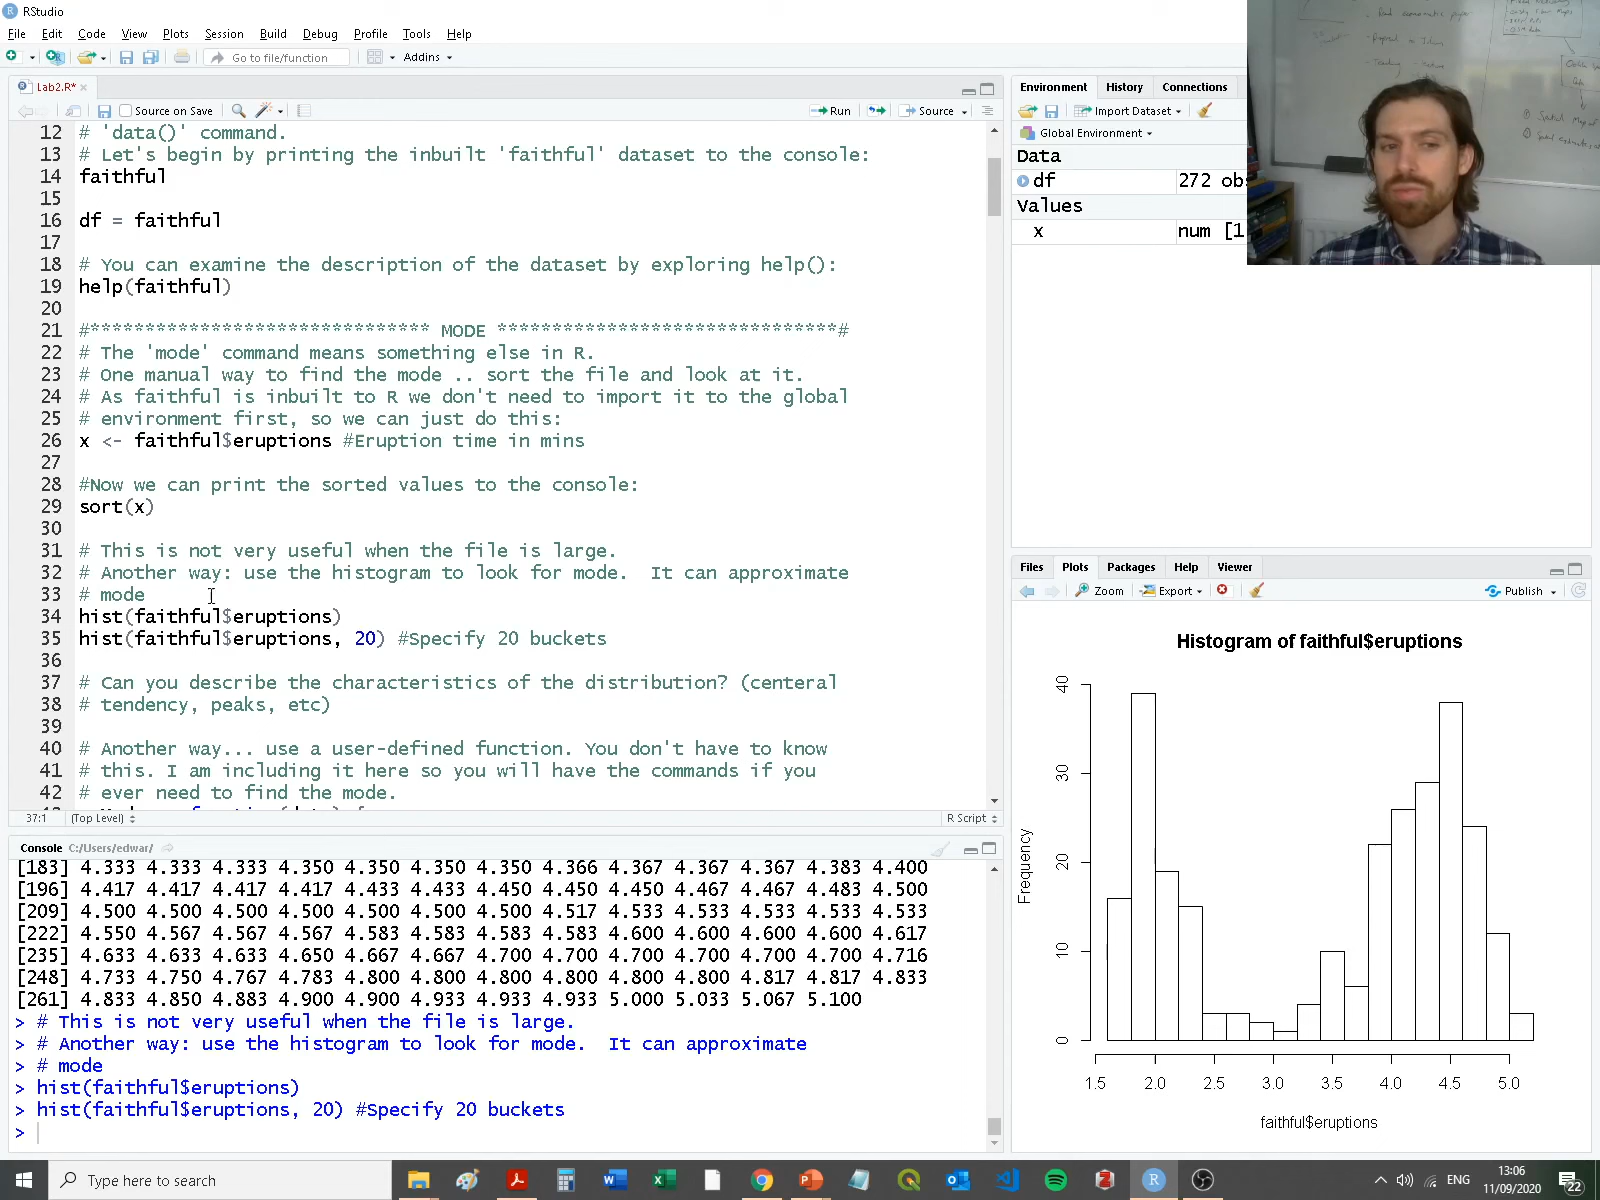 RStudio
File Edit Code View Plots Session Build Debug Profile Tools Help
Go to file/function Addins
Lab2.R*
Source on Save Run Source
12 # 'data()' command.
13 # Let's begin by printing the inbuilt 'faithful' dataset to the console:
14 faithful
15
16 df = faithful
17
18 # You can examine the description of the dataset by exploring help():
19 help(faithful)
20
21 #******************************* MODE *******************************#
22 # The 'mode' command means something else in R.
23 # One manual way to find the mode .. sort the file and look at it.
24 # As faithful is inbuilt to R we don't need to import it to the global
25 # environment first, so we can just do this:
26 x <- faithful$eruptions #Eruption time in mins
27
28 #Now we can print the sorted values to the console:
29 sort(x)
30
31 # This is not very useful when the file is large.
32 # Another way: use the histogram to look for mode.  It can approximate
33 # mode
34 hist(faithful$eruptions)
35 hist(faithful$eruptions, 20) #Specify 20 buckets
36
37 # Can you describe the characteristics of the distribution? (centeral
38 # tendency, peaks, etc)
39
40 # Another way... use a user-defined function. You don't have to know
41 # this. I am including it here so you will have the commands if you
42 # ever need to find the mode.
37:1 (Top Level) R Script
Console C:/Users/edwar/
[183] 4.333 4.333 4.333 4.350 4.350 4.350 4.350 4.366 4.367 4.367 4.367 4.383 4.400
[196] 4.417 4.417 4.417 4.417 4.433 4.433 4.450 4.450 4.450 4.467 4.467 4.483 4.500
[209] 4.500 4.500 4.500 4.500 4.500 4.500 4.500 4.517 4.533 4.533 4.533 4.533 4.533
[222] 4.550 4.567 4.567 4.567 4.583 4.583 4.583 4.583 4.600 4.600 4.600 4.600 4.617
[235] 4.633 4.633 4.633 4.650 4.667 4.667 4.700 4.700 4.700 4.700 4.700 4.700 4.716
[248] 4.733 4.750 4.767 4.783 4.800 4.800 4.800 4.800 4.800 4.800 4.817 4.817 4.833
[261] 4.833 4.850 4.883 4.900 4.900 4.933 4.933 4.933 5.000 5.033 5.067 5.100
> # This is not very useful when the file is large.
> # Another way: use the histogram to look for mode.  It can approximate
> # mode
> hist(faithful$eruptions)
> hist(faithful$eruptions, 20) #Specify 20 buckets
>
Environment History Connections
Import Dataset
Global Environment
Data
df 272 obs
Values
x num [1
Files Plots Packages Help Viewer
Zoom Export Publish
Histogram of faithful$eruptions
Frequency
40
30
20
10
0
1.5 2.0 2.5 3.0 3.5 4.0 4.5 5.0
faithful$eruptions
Type here to search
ENG
13:06
11/09/2020
22